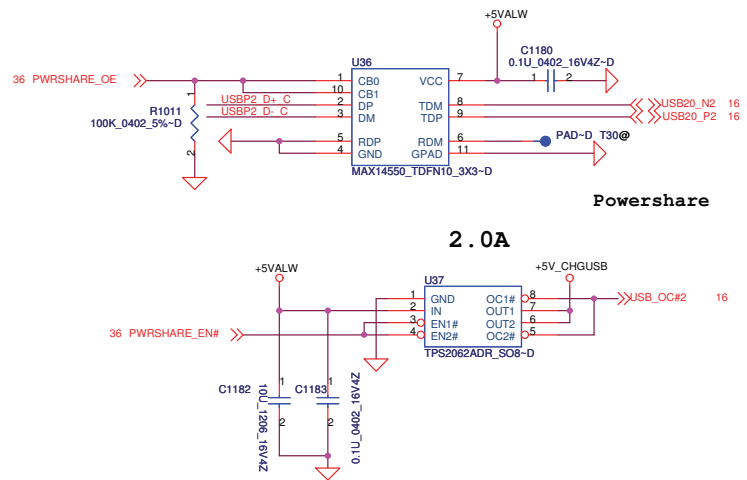 +5VALW
U36
C1180
0.1U_0402_16V4Z~D
36 PWRSHARE_OE
1 CB0 VCC 7 1 2
10 CB1
USBP2_D+_C 2 DP TDM 8 USB20_N2 16
USBP2_D-_C 3 DM TDP 9 USB20_P2 16
1
R1011
100K_0402_5%~D
2
5 RDP RDM 6 PAD~D T30@
4 GND GPAD 11
MAX14550_TDFN10_3X3~D
Powershare
2.0A
+5VALW
U37
+5V_CHGUSB
1 GND OC1# 8 USB_OC#2 16
2 IN OUT1 7
36 PWRSHARE_EN# 3 EN1# OUT2 6
4 EN2# OC2# 5
TPS2062ADR_SO8~D
1 1
C1182 C1183
10U_1206_16V4Z
0.1U_0402_16V4Z
2 2